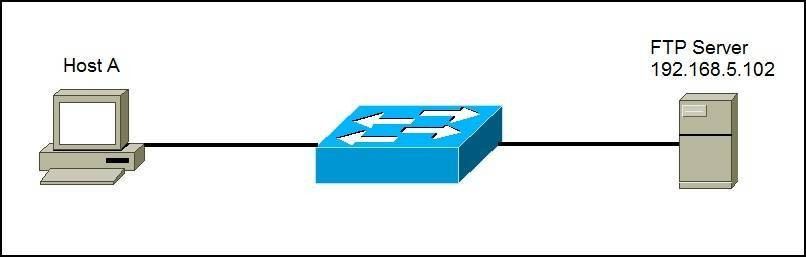 Host A
FTP Server
192.168.5.102